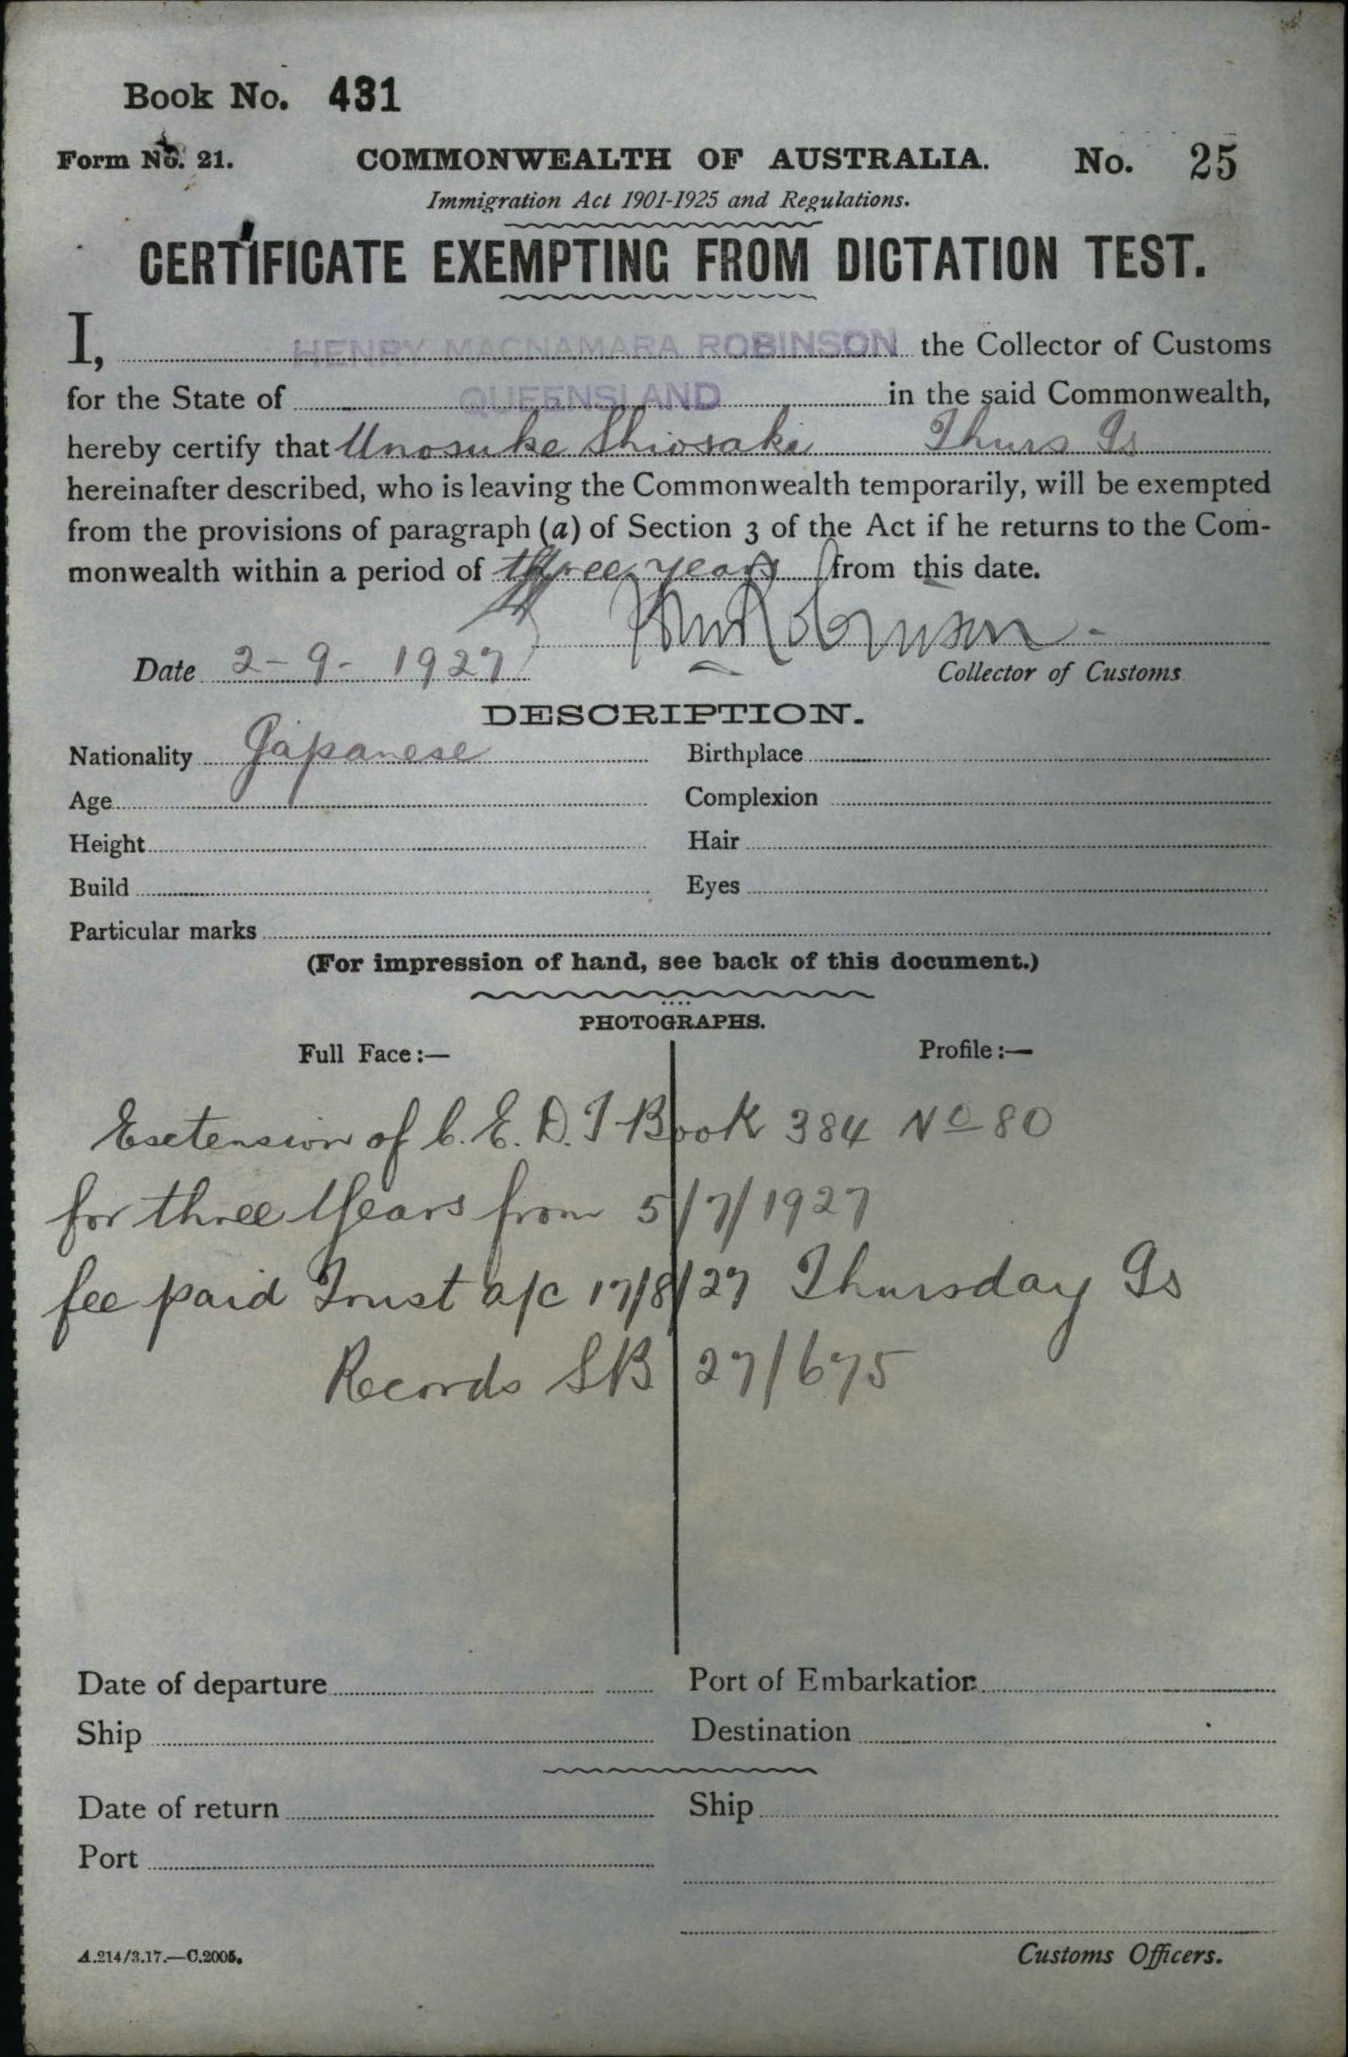 Book No. 431
Form No. 21. COMMONWEALTH OF AUSTRALIA. No. 25
Immigration Act 1901-1925 and Regulations.
CERTIFICATE EXEMPTING FROM DICTATION TEST.
I, HENRY MACNAMARA ROBINSON the Collector of Customs
for the State of QUEENSLAND in the said Commonwealth,
hereby certify that Unosuke Shiosaki Thurs Is
hereinafter described, who is leaving the Commonwealth temporarily, will be exempted
from the provisions of paragraph (a) of Section 3 of the Act if he returns to the Com-
monwealth within a period of three years from this date.
HMRobinson
Date 2-9-1927 Collector of Customs
DESCRIPTION.
Nationality Japanese Birthplace
Age Complexion
Height Hair
Build Eyes
Particular marks
(For impression of hand, see back of this document.)
PHOTOGRAPHS.
Full Face:— Profile:—
Esetension of C.E.D.T Book 384 No 80
for three Years from 5/7/1927
fee paid Trust a/c 17/8/27 Thursday Is
Records SB 27/675
Date of departure Port of Embarkation
Ship Destination
Date of return Ship
Port
A.214/3.17.—C.2005. Customs Officers.